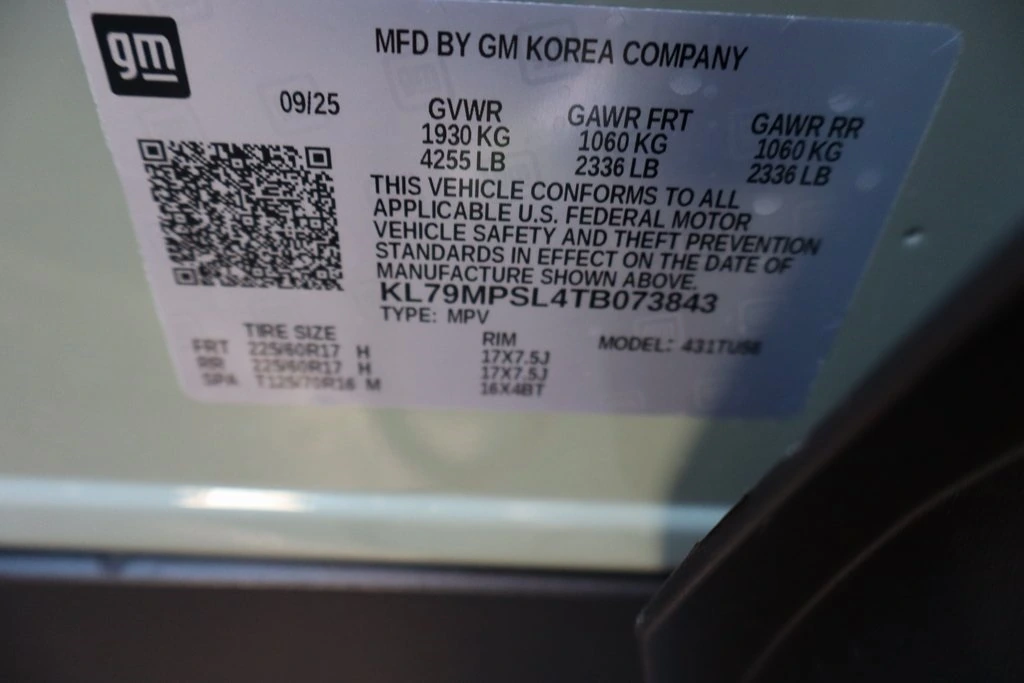 gm
MFD BY GM KOREA COMPANY
09/25
GVWR GAWR FRT GAWR RR
1930 KG 1060 KG 1060 KG
4255 LB 2336 LB 2336 LB
THIS VEHICLE CONFORMS TO ALL
APPLICABLE U.S. FEDERAL MOTOR
VEHICLE SAFETY AND THEFT PREVENTION
STANDARDS IN EFFECT ON THE DATE OF
MANUFACTURE SHOWN ABOVE.
KL79MPSL4TB073843
TYPE: MPV
TIRE SIZE RIM MODEL:
FRT 225/60R17 H 17X7.5J
RR 225/60R17 H 17X7.5J
SPA T125/70R16 M 16X4BT